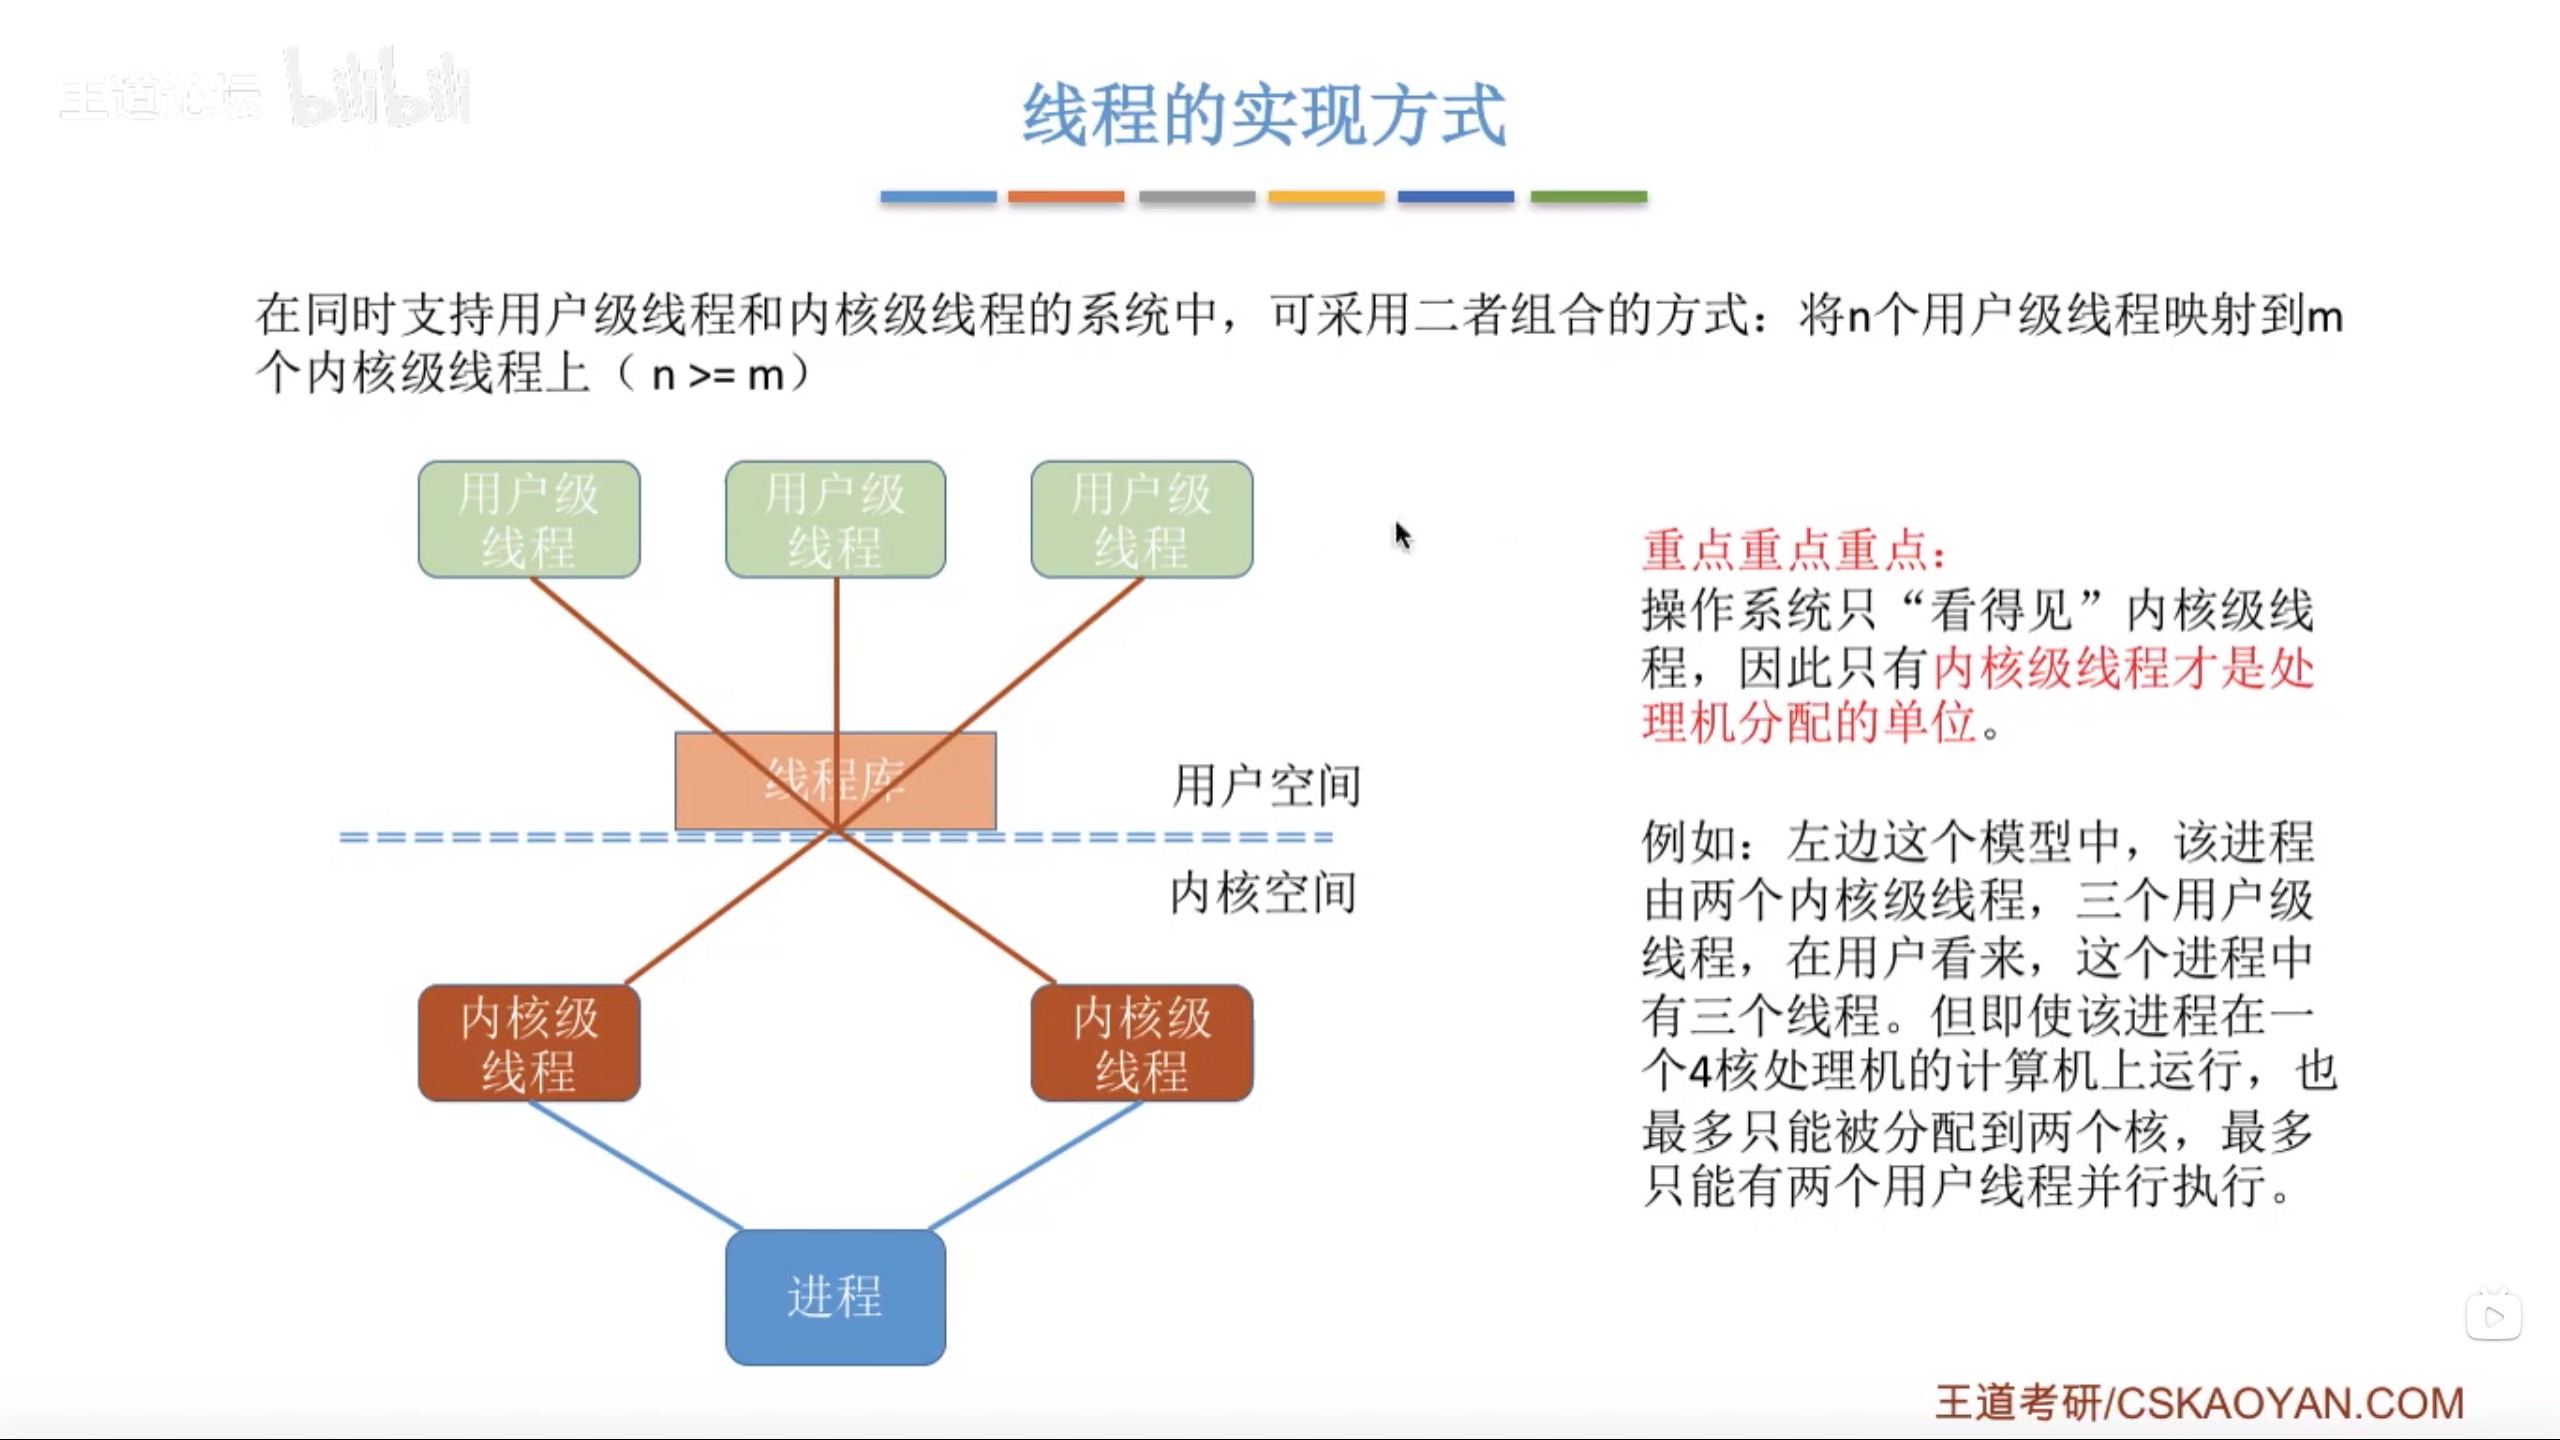 王道论坛 bilibili
线程的实现方式
在同时支持用户级线程和内核级线程的系统中，可采用二者组合的方式：将n个用户级线程映射到m
个内核级线程上（ n >= m）
用户级
线程
用户级
线程
用户级
线程
线程库
用户空间
内核空间
内核级
线程
内核级
线程
进程
重点重点重点：
操作系统只“看得见”内核级线
程，因此只有内核级线程才是处
理机分配的单位。
例如：左边这个模型中，该进程
由两个内核级线程，三个用户级
线程，在用户看来，这个进程中
有三个线程。但即使该进程在一
个4核处理机的计算机上运行，也
最多只能被分配到两个核，最多
只能有两个用户线程并行执行。
王道考研/CSKAOYAN.COM